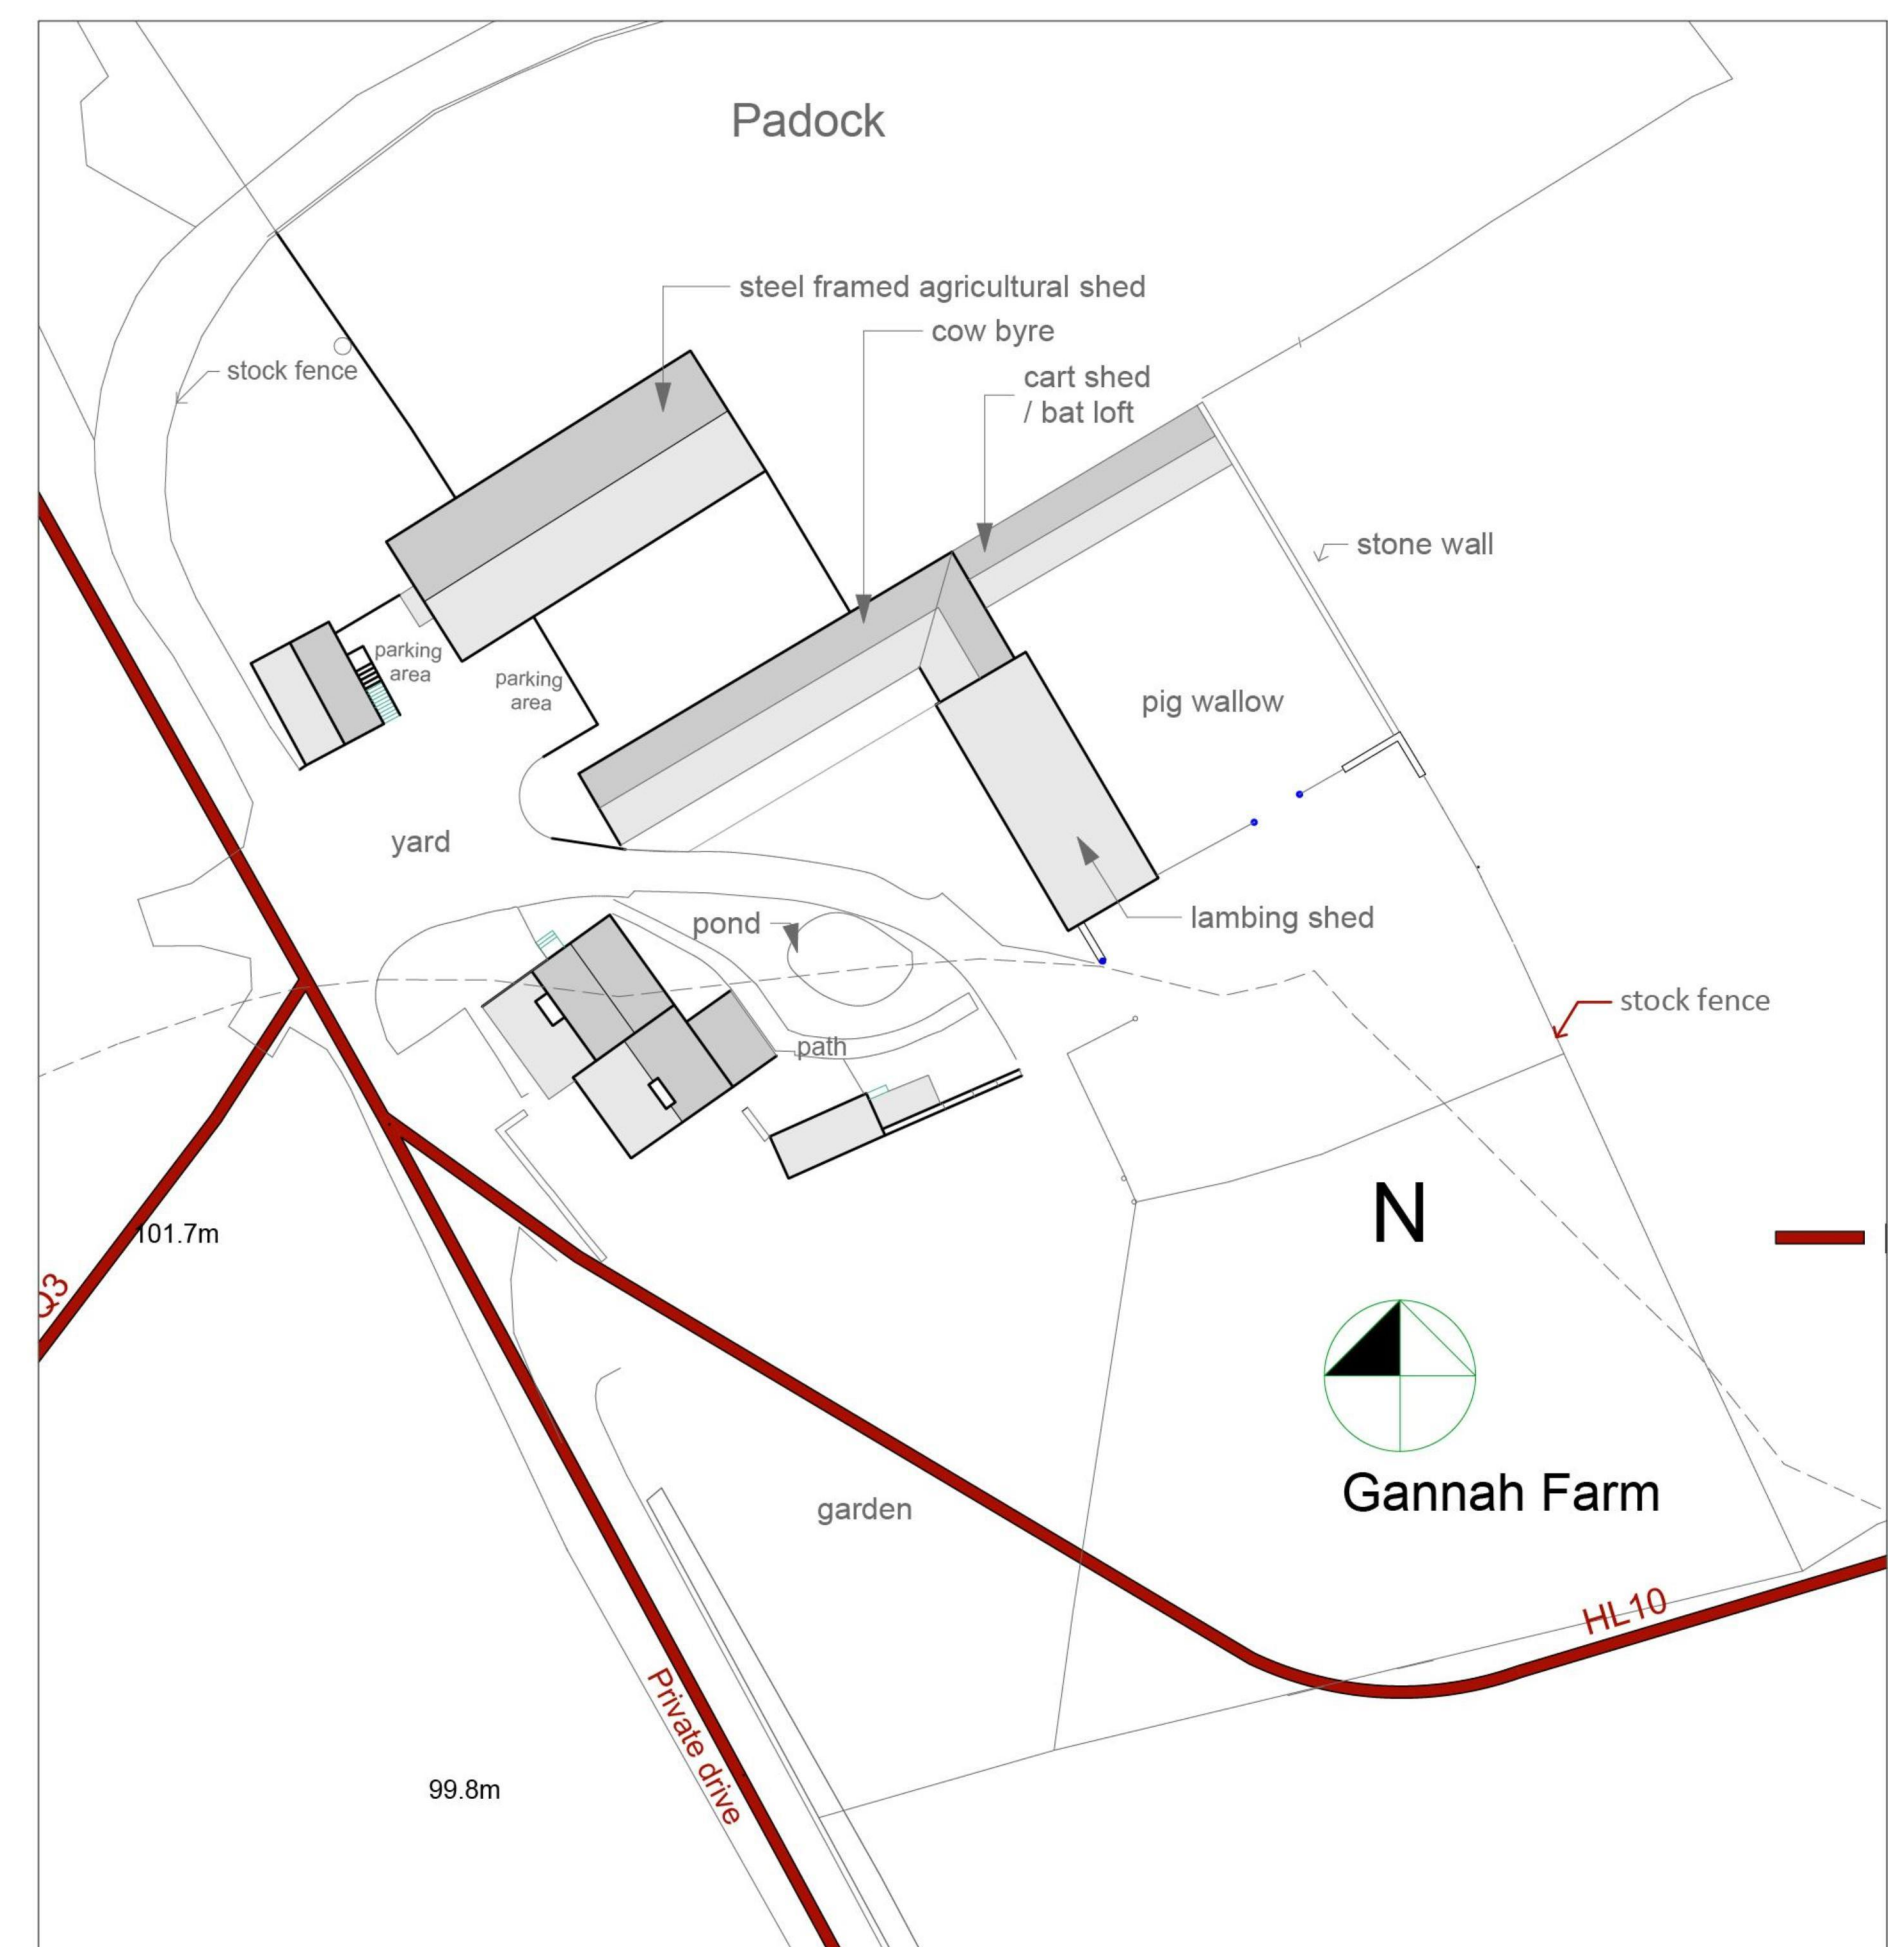 Padock
steel framed agricultural shed
cow byre
cart shed
/ bat loft
stock fence
stone wall
parking
area
parking
area
pig wallow
yard
pond
lambing shed
stock fence
path
N
101.7m
Q3
Gannah Farm
garden
HL10
Private drive
99.8m